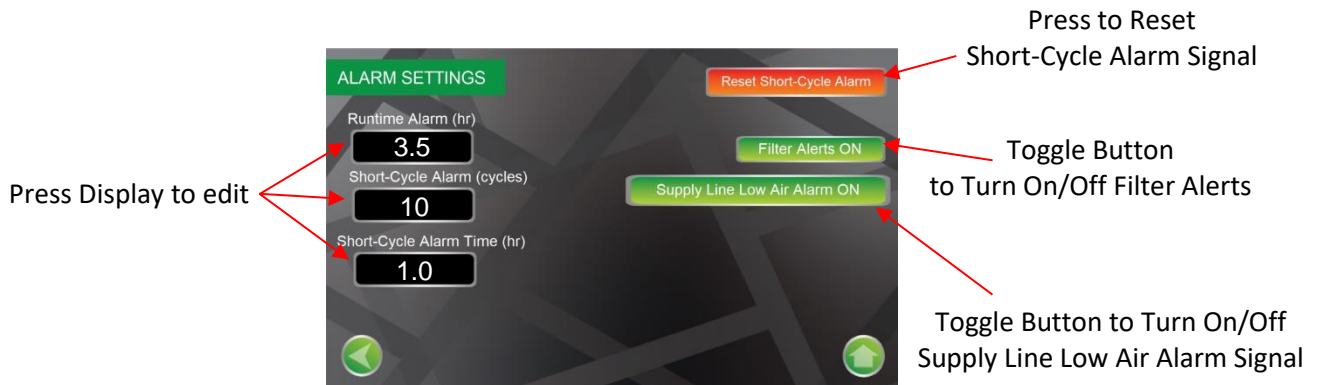 Press to Reset
Short-Cycle Alarm Signal
ALARM SETTINGS
Reset Short-Cycle Alarm
Runtime Alarm (hr)
3.5
Filter Alerts ON
Toggle Button
to Turn On/Off Filter Alerts
Press Display to edit
Short-Cycle Alarm (cycles)
10
Supply Line Low Air Alarm ON
Short-Cycle Alarm Time (hr)
1.0
Toggle Button to Turn On/Off
Supply Line Low Air Alarm Signal